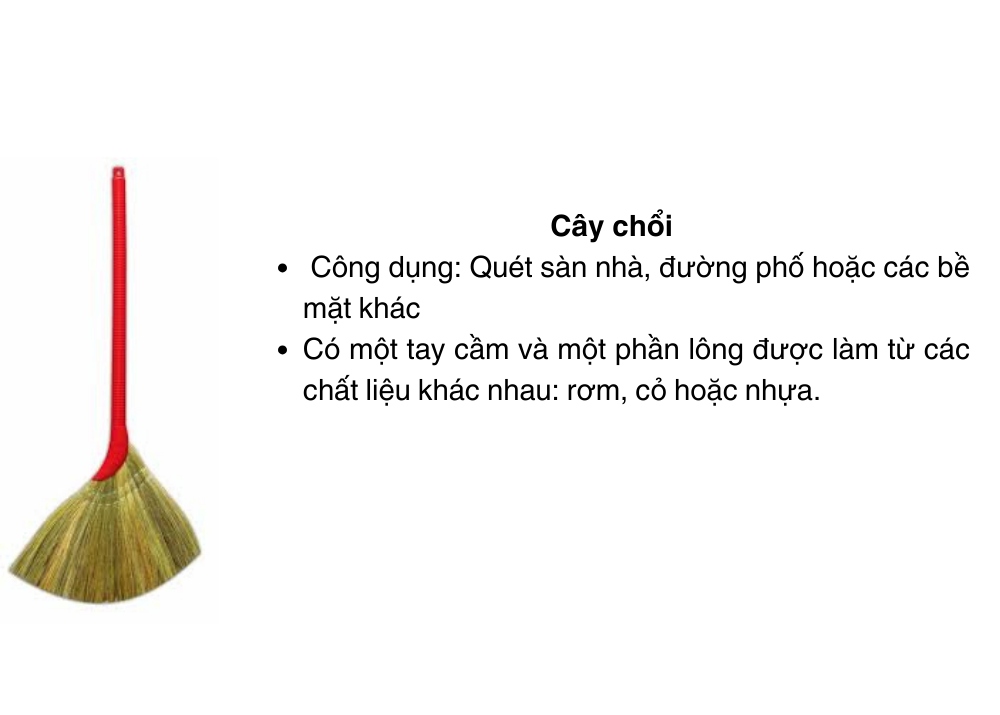 Cây chổi
• Công dụng: Quét sàn nhà, đường phố hoặc các bề
mặt khác
• Có một tay cầm và một phần lông được làm từ các
chất liệu khác nhau: rơm, cỏ hoặc nhựa.